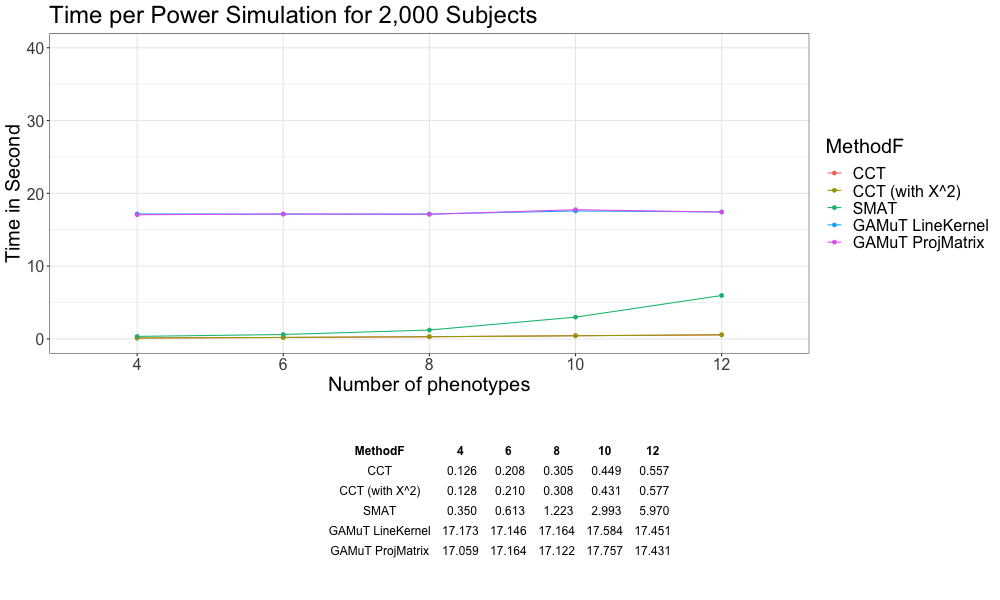 Time per Power Simulation for 2,000 Subjects
Time in Second
40
30
20
10
0
4 6 8 10 12
Number of phenotypes
MethodF
CCT
CCT (with X^2)
SMAT
GAMuT LineKernel
GAMuT ProjMatrix
MethodF 4 6 8 10 12
CCT 0.126 0.208 0.305 0.449 0.557
CCT (with X^2) 0.128 0.210 0.308 0.431 0.577
SMAT 0.350 0.613 1.223 2.993 5.970
GAMuT LineKernel 17.173 17.146 17.164 17.584 17.451
GAMuT ProjMatrix 17.059 17.164 17.122 17.757 17.431